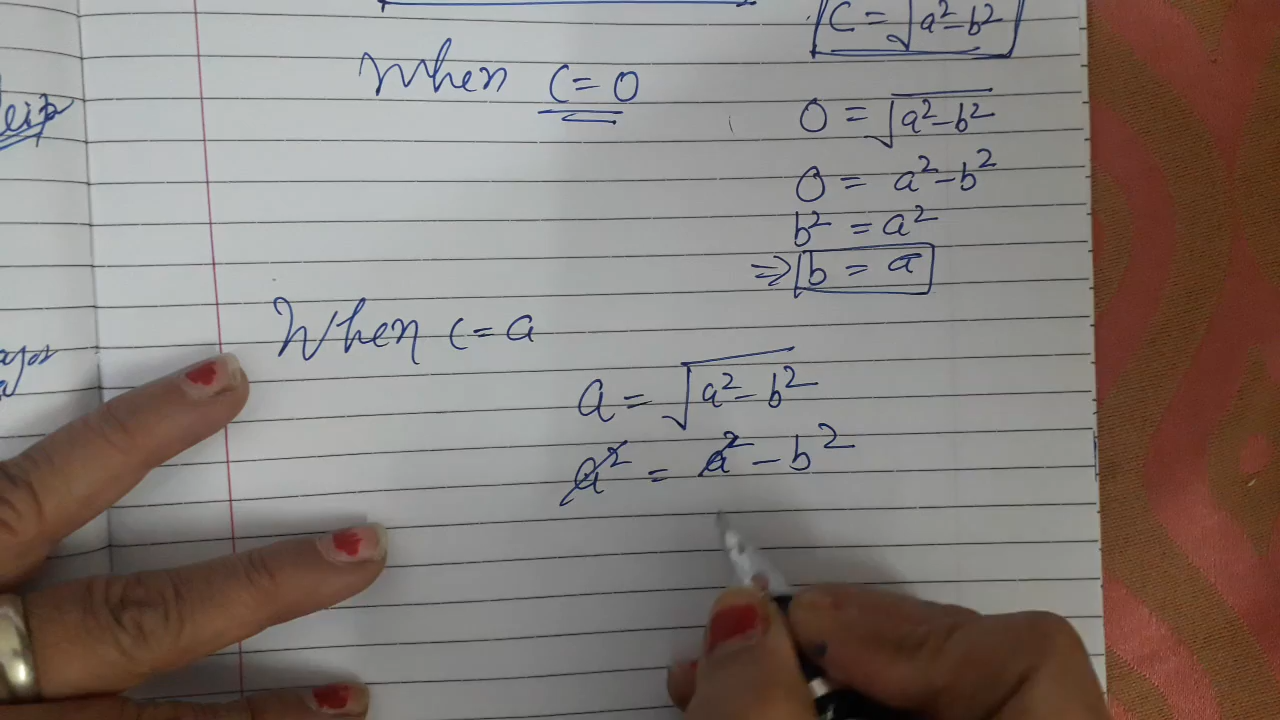 C = √a²-b²
When C = 0
0 = √a²-b²
0 = a²-b²
b² = a²
⇒ b = a
When c = a
a = √a²-b²
a² = a² - b²